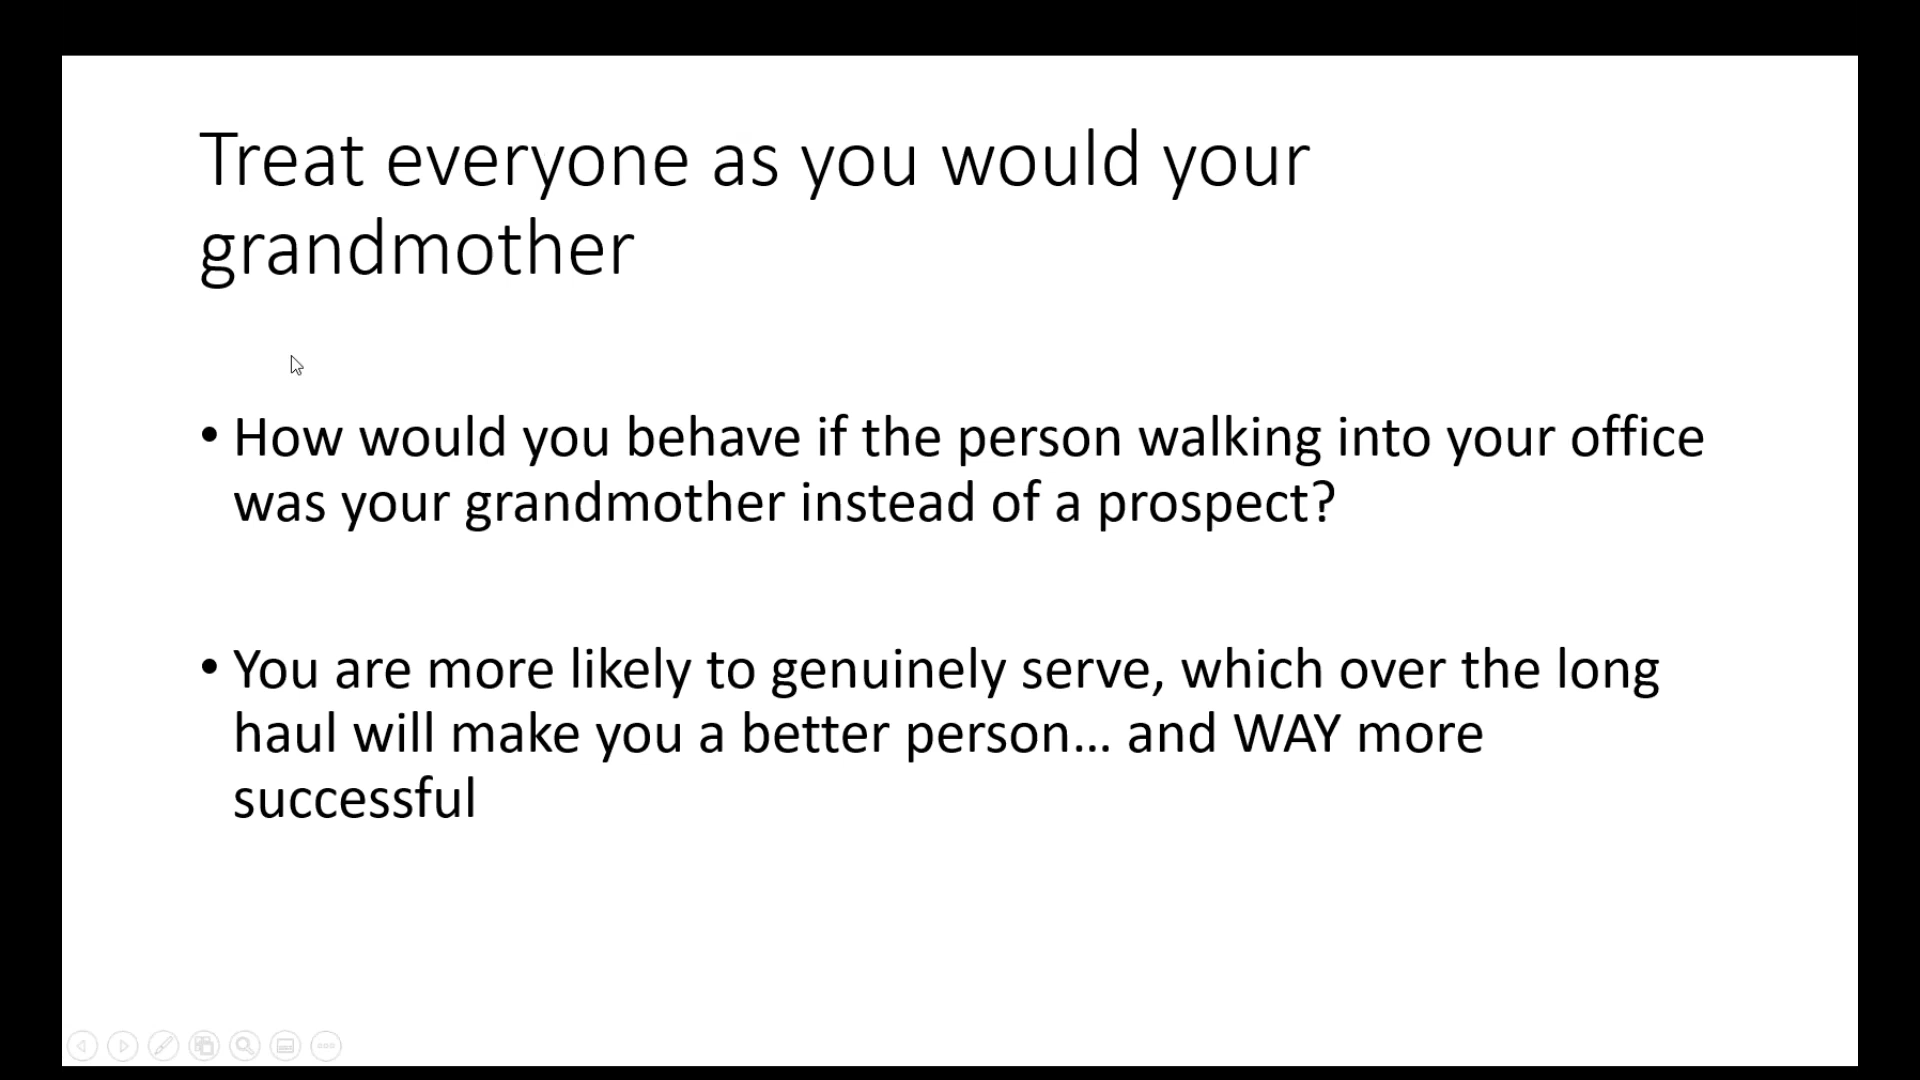 Treat everyone as you would your
grandmother
• How would you behave if the person walking into your office
was your grandmother instead of a prospect?
• You are more likely to genuinely serve, which over the long
haul will make you a better person... and WAY more
successful